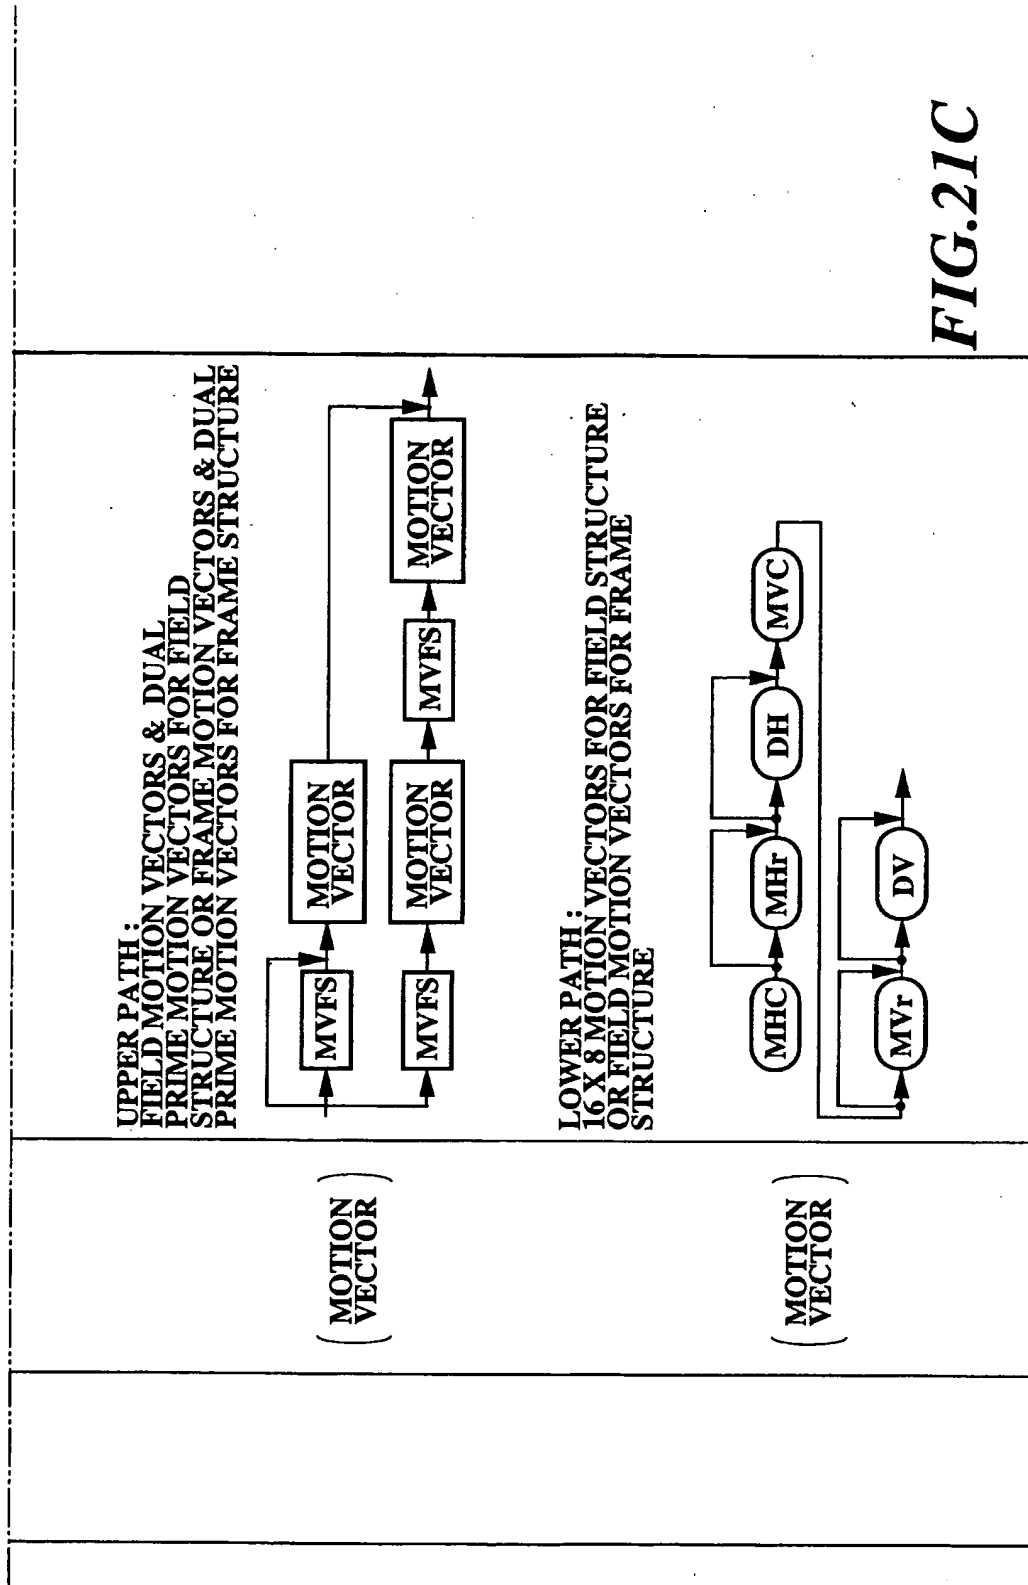 UPPER PATH :
FIELD MOTION VECTORS & DUAL
PRIME MOTION VECTORS FOR FIELD
STRUCTURE OR FRAME MOTION VECTORS & DUAL
PRIME MOTION VECTORS FOR FRAME STRUCTURE
(MOTION
VECTOR)
MVFS
MOTION
VECTOR
MVFS
MOTION
VECTOR
MVFS
MOTION
VECTOR
LOWER PATH :
16 X 8 MOTION VECTORS FOR FIELD STRUCTURE
OR FIELD MOTION VECTORS FOR FRAME
STRUCTURE
(MOTION
VECTOR)
MHC
MHr
DH
MVC
MVr
DV
FIG.21C